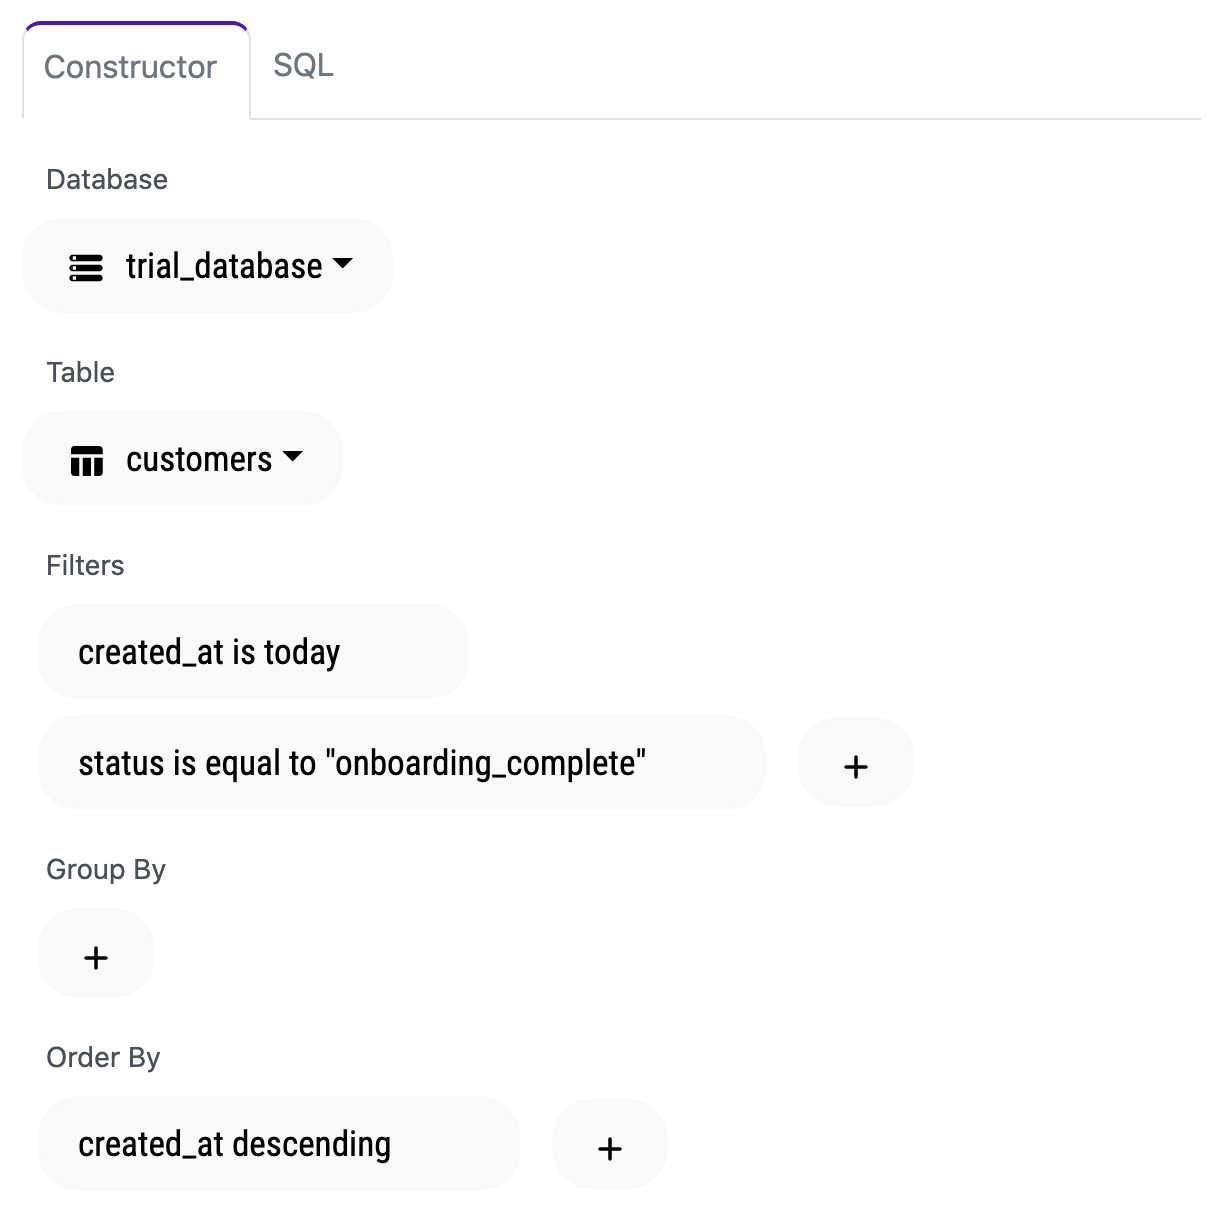 Constructor SQL
Database
trial_database
Table
customers
Filters
created_at is today
status is equal to "onboarding_complete" +
Group By
+
Order By
created_at descending +